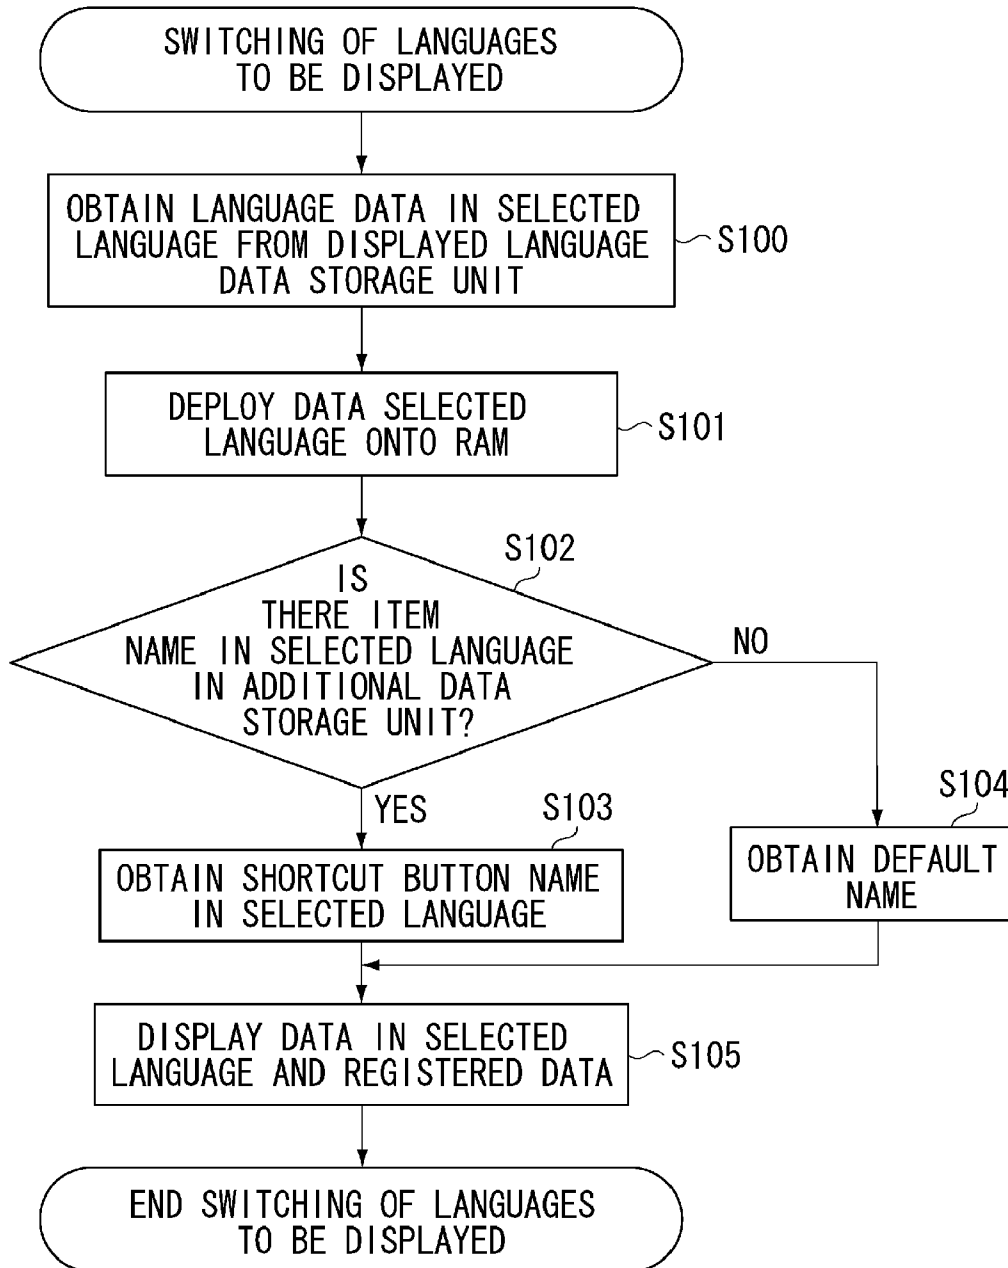 SWITCHING OF LANGUAGES
TO BE DISPLAYED
OBTAIN LANGUAGE DATA IN SELECTED
LANGUAGE FROM DISPLAYED LANGUAGE
DATA STORAGE UNIT
S100
DEPLOY DATA SELECTED
LANGUAGE ONTO RAM
S101
S102
IS
THERE ITEM
NAME IN SELECTED LANGUAGE
IN ADDITIONAL DATA
STORAGE UNIT?
NO
YES
S103
OBTAIN SHORTCUT BUTTON NAME
IN SELECTED LANGUAGE
S104
OBTAIN DEFAULT
NAME
DISPLAY DATA IN SELECTED
LANGUAGE AND REGISTERED DATA
S105
END SWITCHING OF LANGUAGES
TO BE DISPLAYED